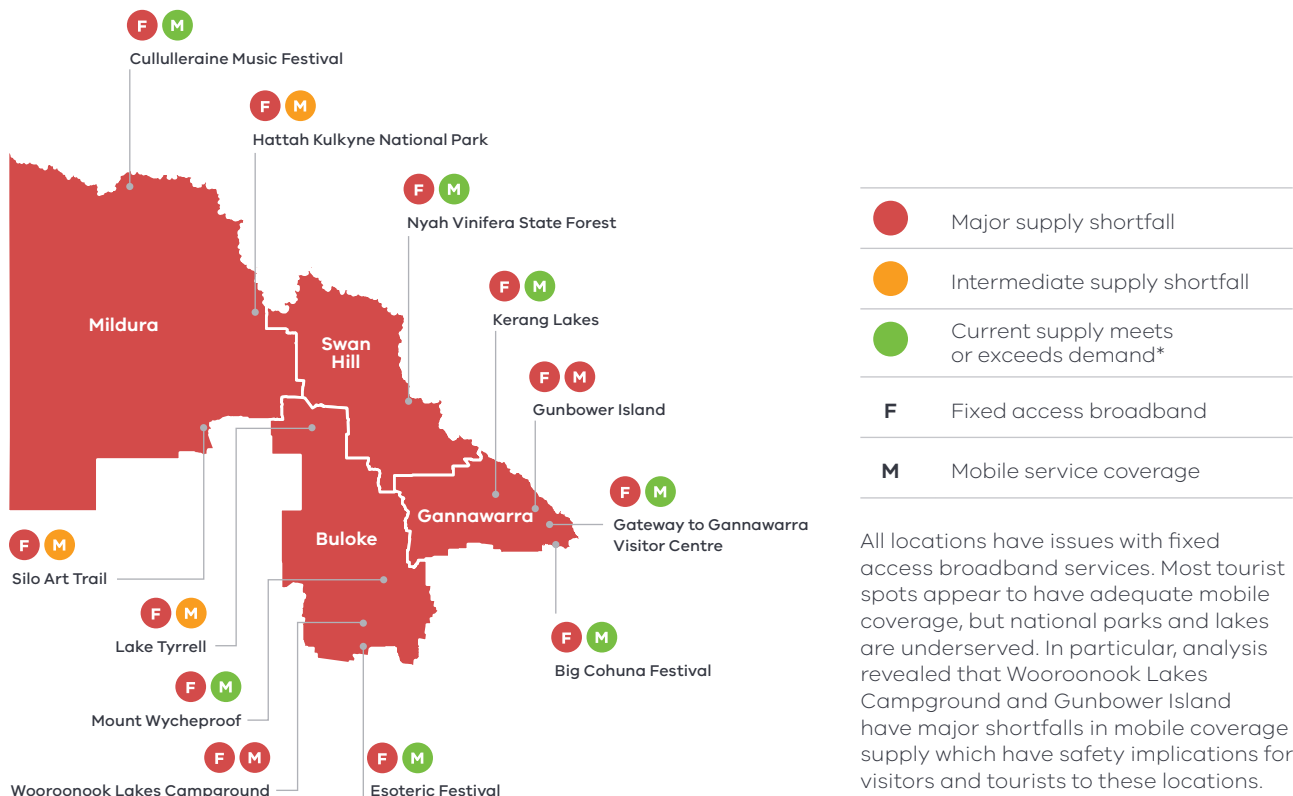 F M
Cullulleraine Music Festival
F M
Hattah Kulkyne National Park
F M
Nyah Vinifera State Forest
F M
Kerang Lakes
F M
Gunbower Island
F M
Gateway to Gannawarra
Visitor Centre
F M
Big Cohuna Festival
Mildura
Swan
Hill
Gannawarra
Buloke
F M
Silo Art Trail
F M
Lake Tyrrell
F M
Mount Wycheproof
F M
Wooroonook Lakes Campground
F M
Esoteric Festival
Major supply shortfall
Intermediate supply shortfall
Current supply meets
or exceeds demand*
F Fixed access broadband
M Mobile service coverage
All locations have issues with fixed
access broadband services. Most tourist
spots appear to have adequate mobile
coverage, but national parks and lakes
are underserved. In particular, analysis
revealed that Wooroonook Lakes
Campground and Gunbower Island
have major shortfalls in mobile coverage
supply which have safety implications for
visitors and tourists to these locations.